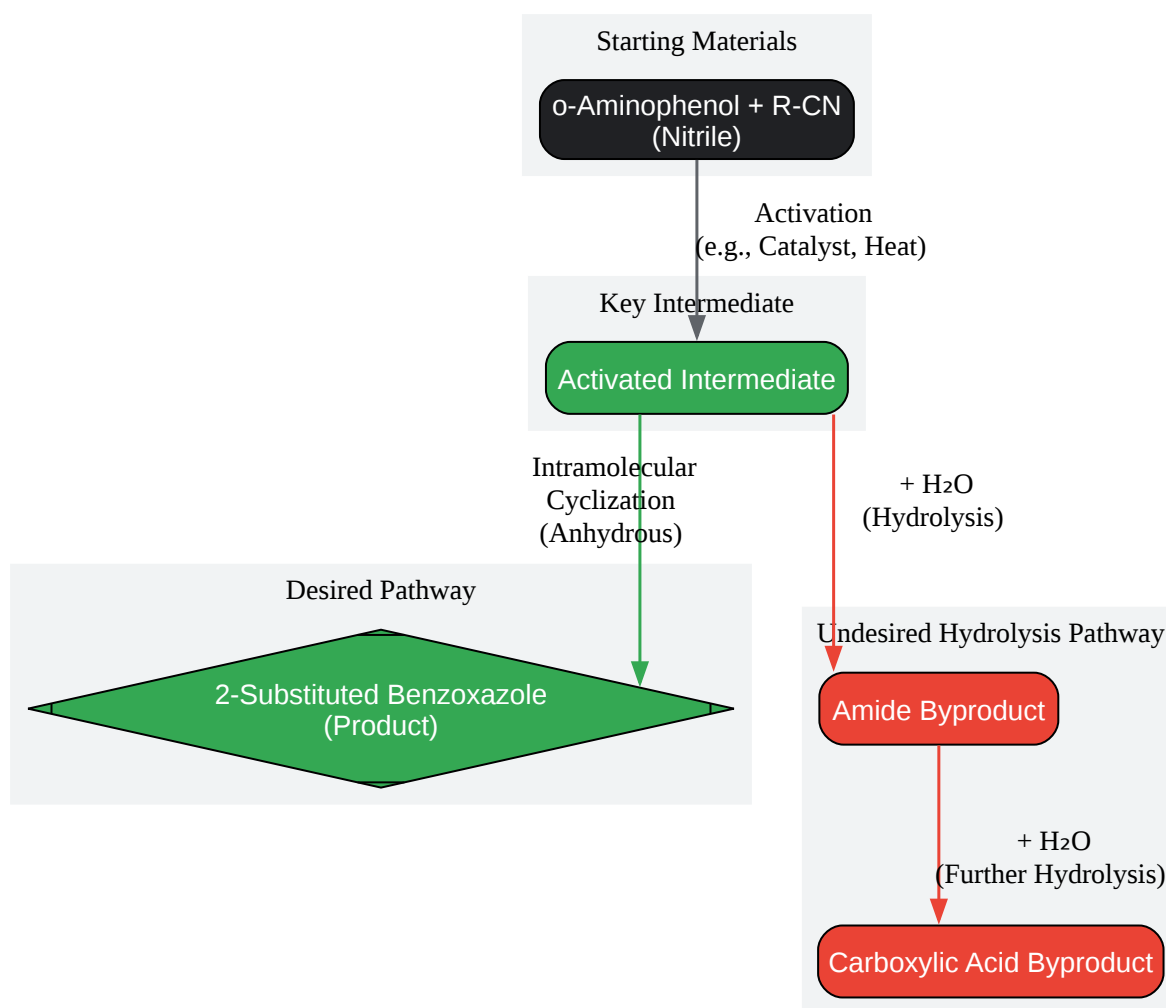 Starting Materials
o-Aminophenol + R-CN
(Nitrile)
Activation
(e.g., Catalyst, Heat)
Key Intermediate
Activated Intermediate
Intramolecular
Cyclization
(Anhydrous)
+ H₂O
(Hydrolysis)
Desired Pathway
2-Substituted Benzoxazole
(Product)
Undesired Hydrolysis Pathway
Amide Byproduct
+ H₂O
(Further Hydrolysis)
Carboxylic Acid Byproduct